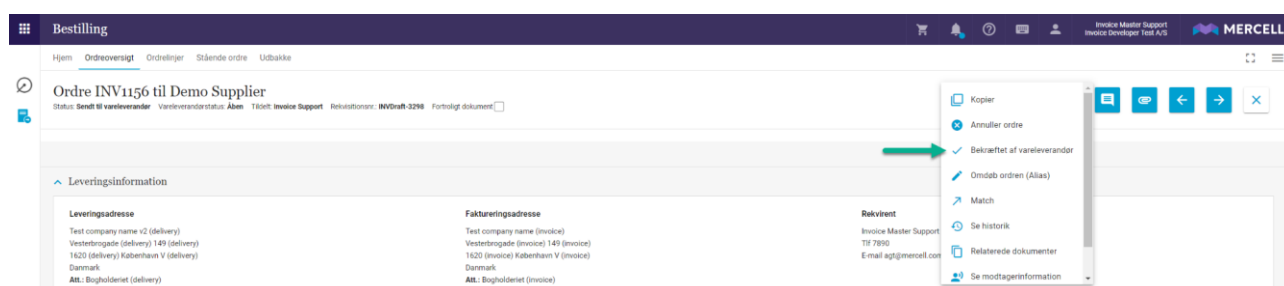 Bestilling
Invoice Master Support
Invoice Developer Test A/S
MERCELL
Hjem Ordreoversigt Ordrelinjer Stående ordre Udbakke
Ordre INV1156 til Demo Supplier
Status: Sendt til vareleverandør Vareleverandørstatus: Åben Tildelt: Invoice Support Rekvisitionsnr.: INVDraft-3298 Fortroligt dokument
Kopier
Annuller ordre
Bekræftet af vareleverandør
Omdøb ordren (Alias)
Match
Se historik
Relaterede dokumenter
Se modtagerinformation
Leveringsinformation
Leveringsadresse
Test company name v2 (delivery)
Vesterbrogade (delivery) 149 (delivery)
1620 (delivery) København V (delivery)
Danmark
Att.: Bogholderiet (delivery)
Faktureringsadresse
Test company name (invoice)
Vesterbrogade (invoice) 149 (invoice)
1620 (invoice) København V (invoice)
Danmark
Att.: Bogholderiet (invoice)
Rekvirent
Invoice Master Support
Tlf 7890
E-mail agt@mercell.com